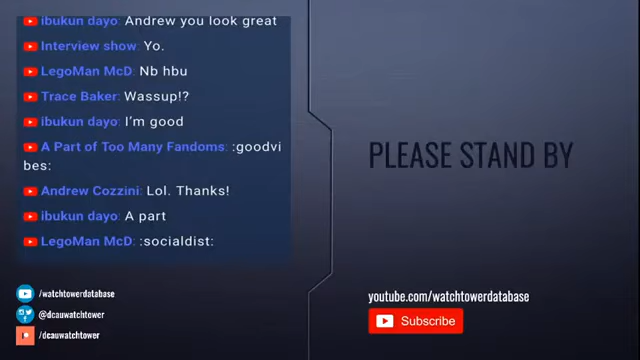 ibukun dayo: Andrew you look great
Interview show: Yo.
LegoMan McD: Nb hbu
Trace Baker: Wassup!?
ibukun dayo: I'm good
A Part of Too Many Fandoms: :goodvi
bes:
Andrew Cozzini: Lol. Thanks!
ibukun dayo: A part
LegoMan McD: :socialdist:
/watchtowerdatabase
@dcauwatchtower
/dcauwatchtower
PLEASE STAND BY
youtube.com/watchtowerdatabase
Subscribe